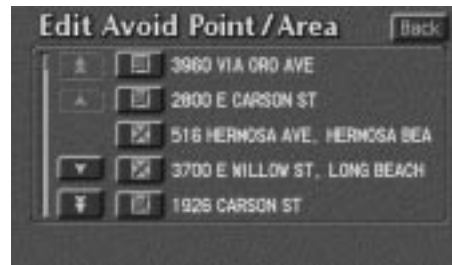 Edit Avoid Point/Area Back
3960 VIA ORO AVE
2800 E CARSON ST
516 HERMOSA AVE, HERMOSA BEA
3700 E WILLOW ST, LONG BEACH
1926 CARSON ST